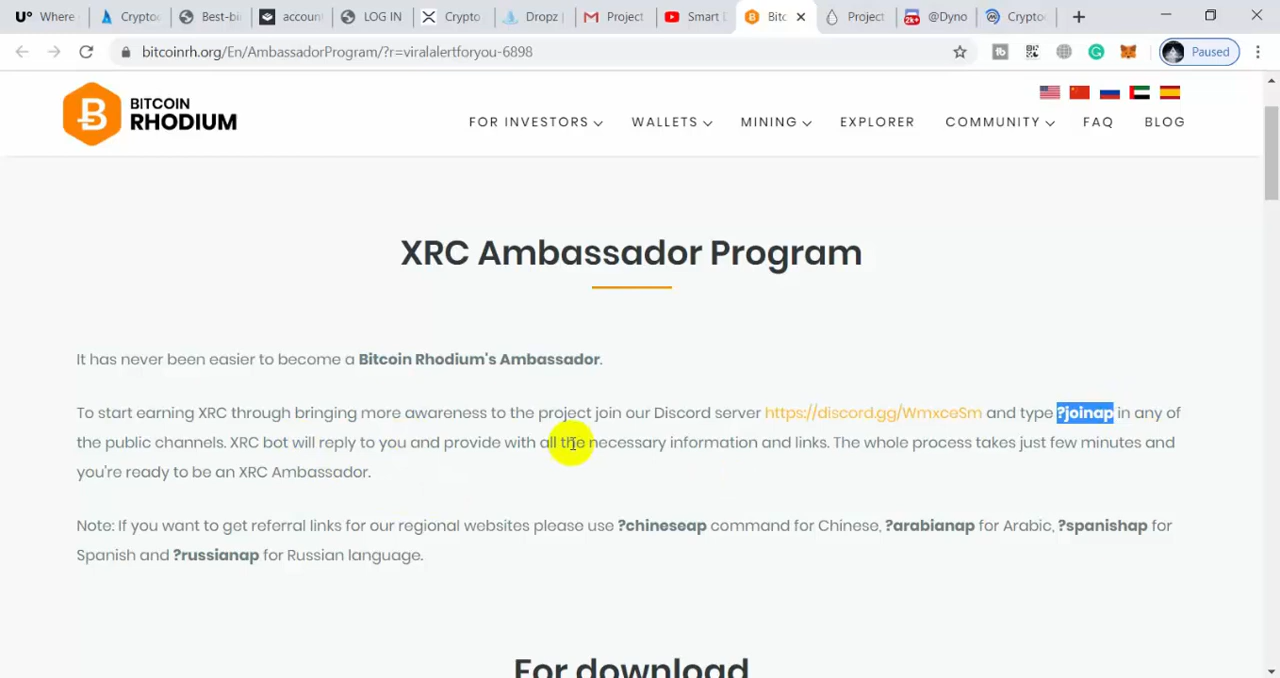 Where
Crypto
Best-bi
accoun
LOG IN
Crypto
Dropz
Project
Smart D
Bitc
Project
@Dyno
Crypto
bitcoinrh.org/En/AmbassadorProgram/?r=viralalertforyou-6898
Paused
BITCOIN
RHODIUM
FOR INVESTORS
WALLETS
MINING
EXPLORER
COMMUNITY
FAQ
BLOG
XRC Ambassador Program
It has never been easier to become a Bitcoin Rhodium's Ambassador.
To start earning XRC through bringing more awareness to the project join our Discord server https://discord.gg/WmxceSm and type ?joinap in any of
the public channels. XRC bot will reply to you and provide with all the necessary information and links. The whole process takes just few minutes and
you're ready to be an XRC Ambassador.
Note: If you want to get referral links for our regional websites please use ?chineseap command for Chinese, ?arabianap for Arabic, ?spanishap for
Spanish and ?russianap for Russian language.
For download